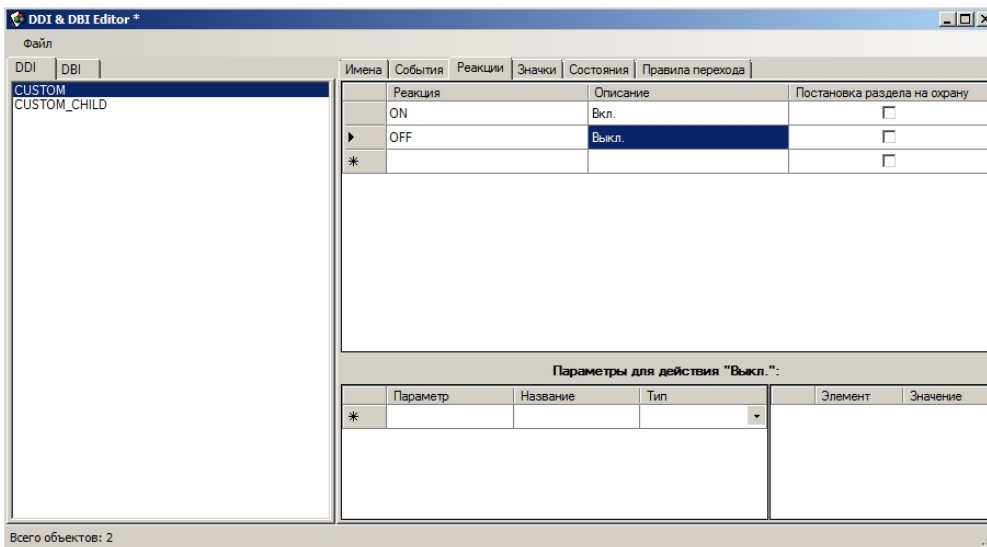 DDI & DBI Editor *
Файл
DDI DBI
Имена События Реакции Значки Состояния Правила перехода
CUSTOM
CUSTOM_CHILD
Реакция Описание Постановка раздела на охрану
ON Вкл.
OFF Выкл.
Параметры для действия "Выкл.":
Параметр Название Тип Элемент Значение
Всего объектов: 2